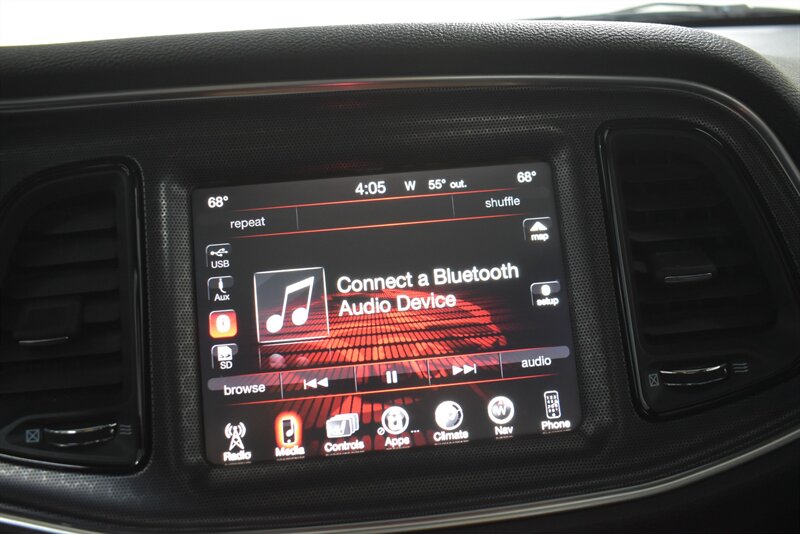 68° 4:05 W 55° out. 68°
repeat shuffle
USB
map
Aux
Connect a Bluetooth
Audio Device
setup
SD
browse audio
Radio Media Controls Apps Climate Nav Phone